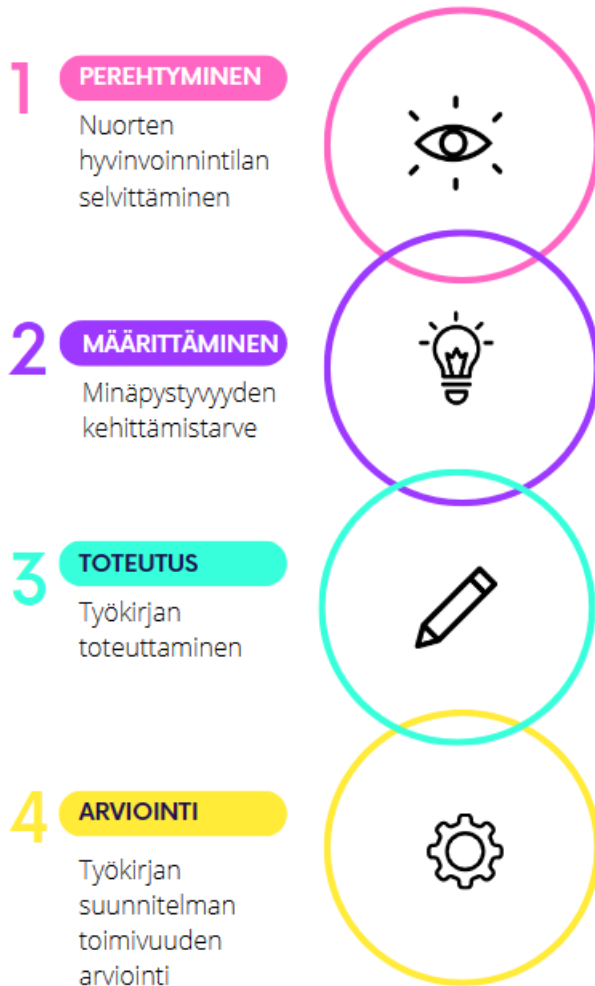 1
PEREHTYMINEN
Nuorten
hyvinvoinnintilan
selvittäminen
2
MÄÄRITTÄMINEN
Minäpystyvyyden
kehittämistarve
3
TOTEUTUS
Työkirjan
toteuttaminen
4
ARVIOINTI
Työkirjan
suunnitelman
toimivuuden
arviointi